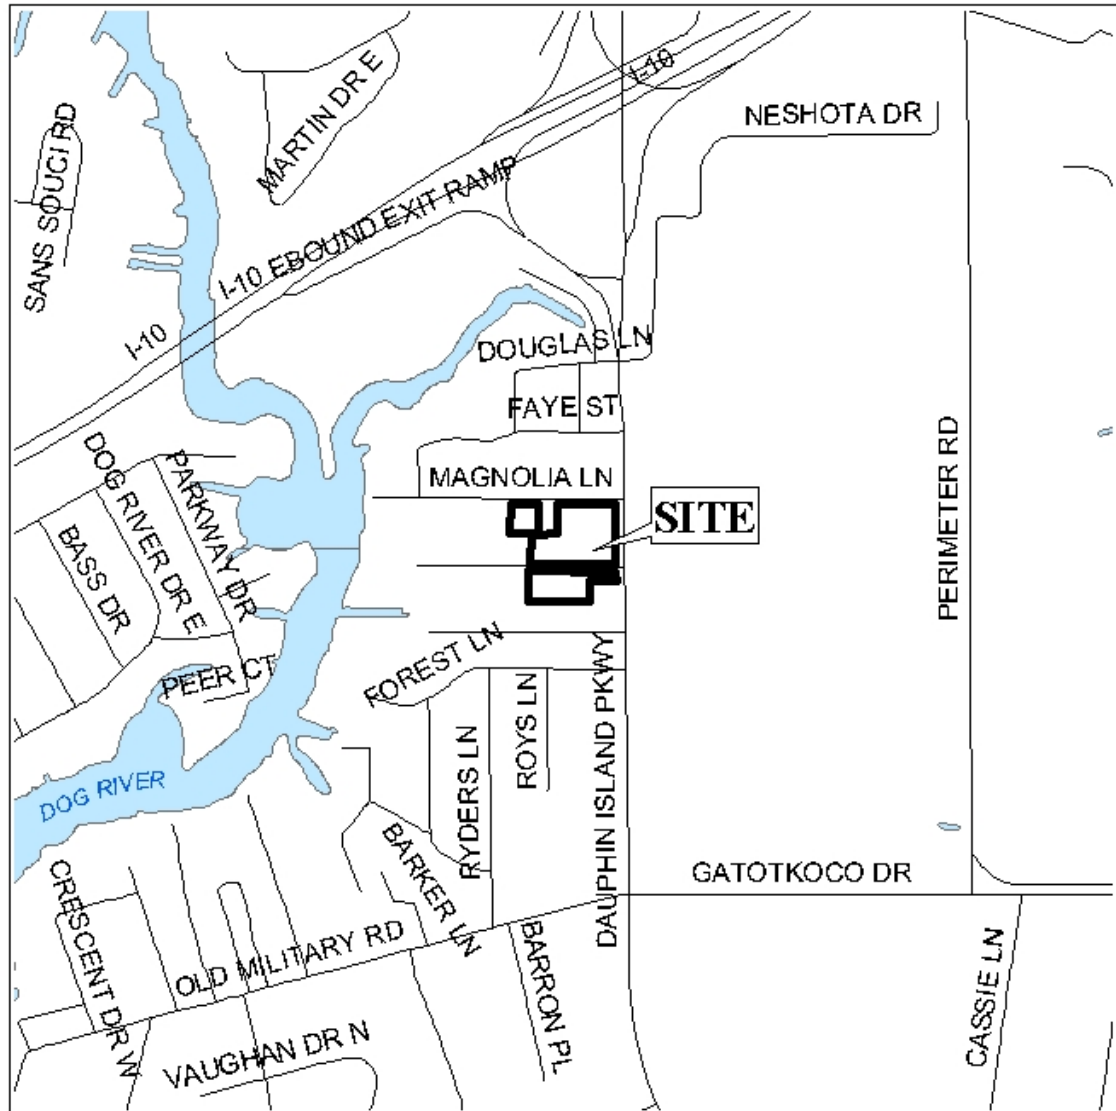 I-10
MARTIN DR E
NESHOTA DR
SANS SOUCI RD
I-10 EBOUND EXIT RAMP
I-10
DOUGLAS LN
FAYE ST
MAGNOLIA LN
DOG RIVER DR E
PARKWAY DR
BASS DR
SITE
PERIMETER RD
PEER CT
FOREST LN
ROYS LN
RYDERS LN
DAUPHIN ISLAND PKWY
DOG RIVER
BARKER LN
GATOTKOCO DR
CRESCENT DR W
OLD MILITARY RD
BARRON PL
CASSIE LN
VAUGHAN DR N